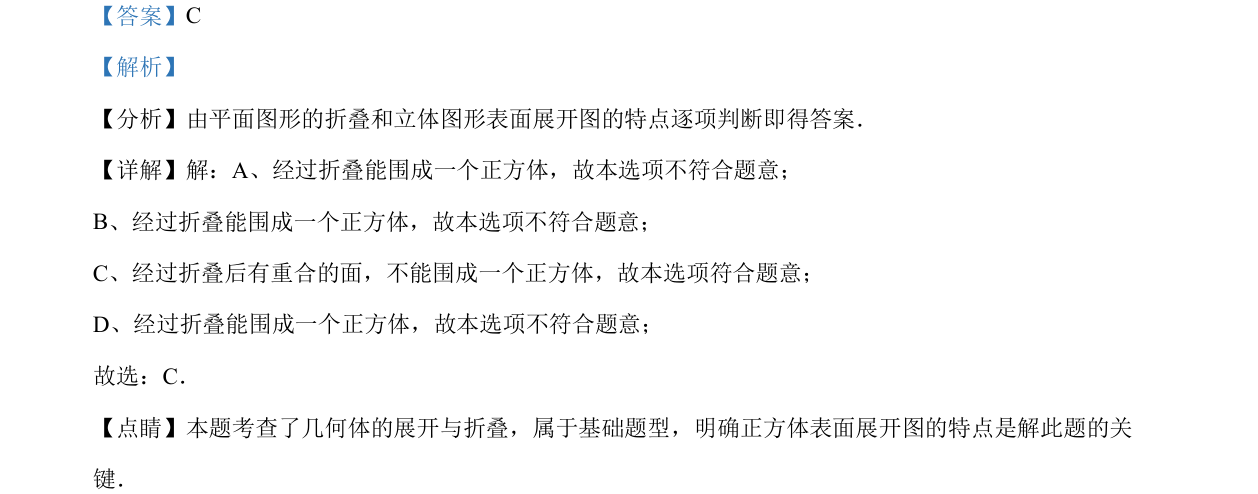 【答案】C
【解析】
【分析】由平面图形的折叠和立体图形表面展开图的特点逐项判断即得答案．
【详解】解：A、经过折叠能围成一个正方体，故本选项不符合题意；
B、经过折叠能围成一个正方体，故本选项不符合题意；
C、经过折叠后有重合的面，不能围成一个正方体，故本选项符合题意；
D、经过折叠能围成一个正方体，故本选项不符合题意；
故选：C．
【点睛】本题考查了几何体的展开与折叠，属于基础题型，明确正方体表面展开图的特点是解此题的关
键．